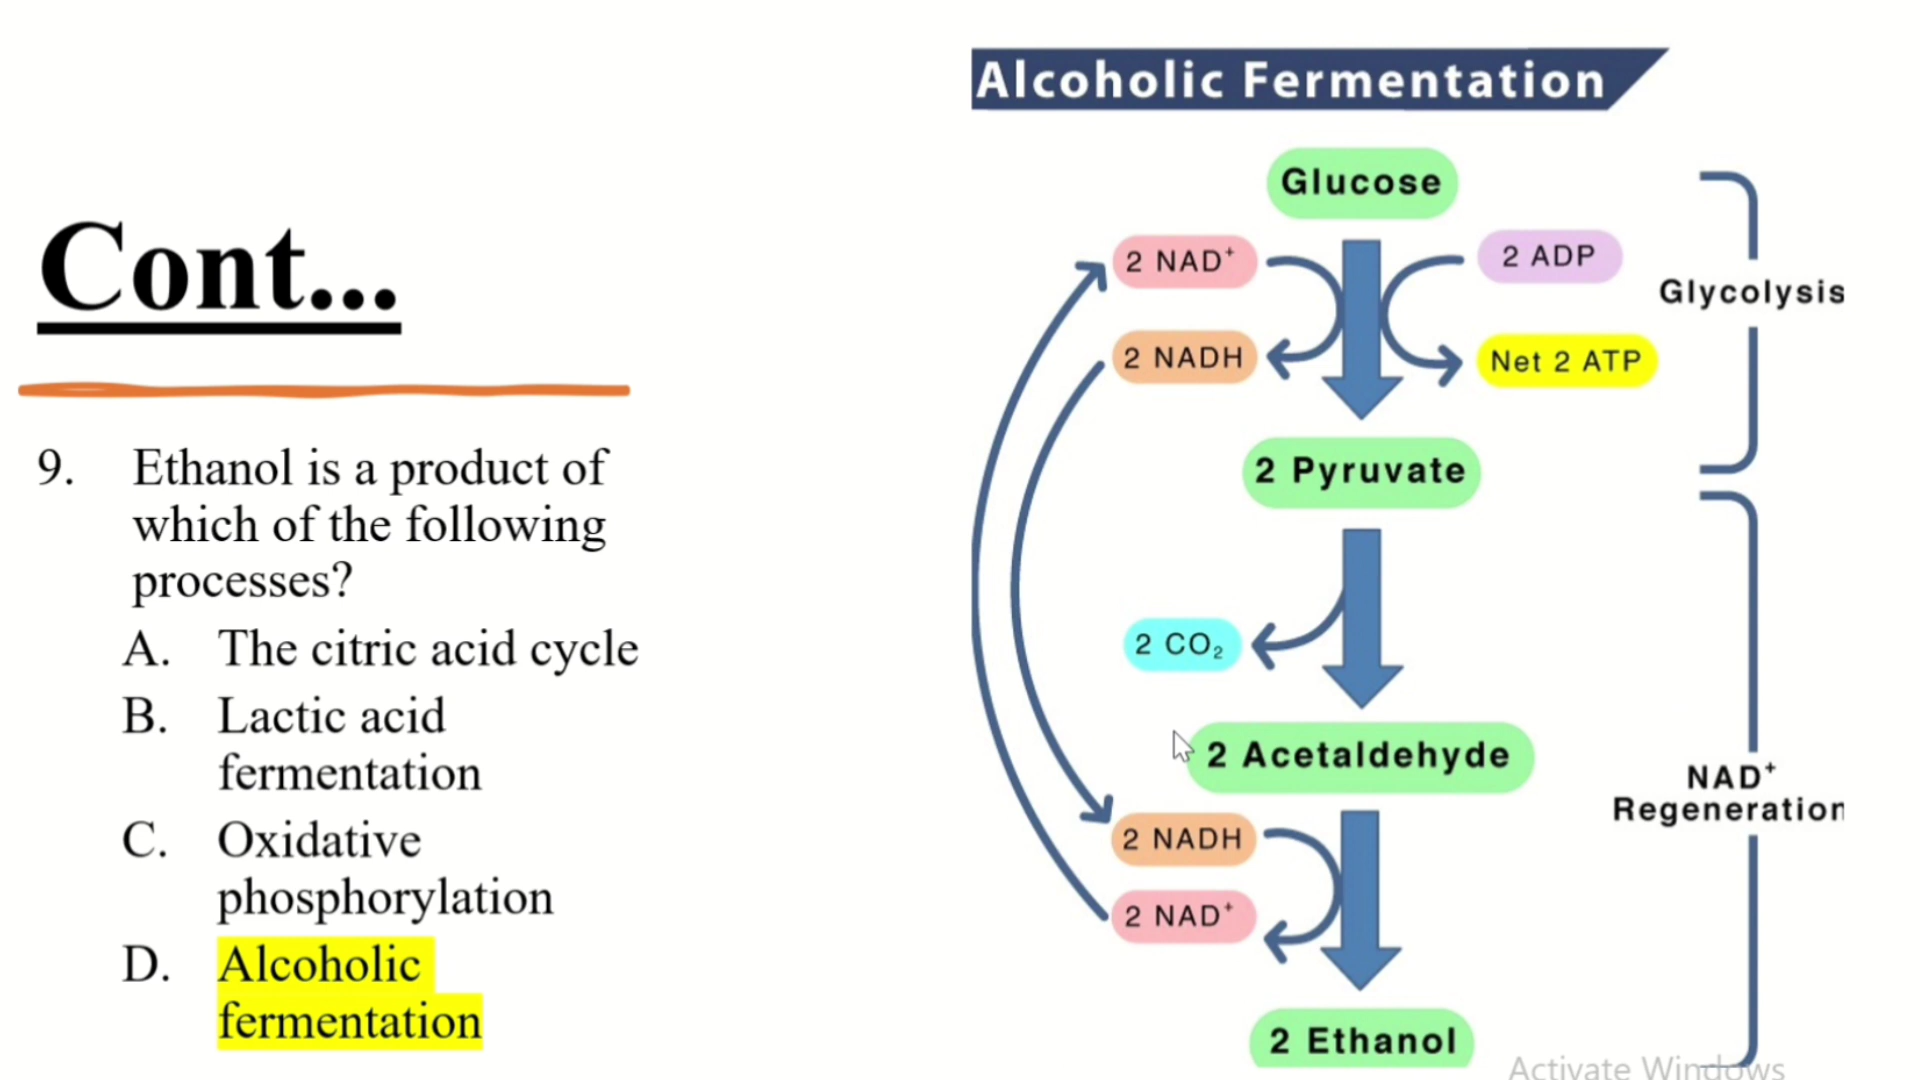 Cont...
9. Ethanol is a product of
which of the following
processes?
A. The citric acid cycle
B. Lactic acid
fermentation
C. Oxidative
phosphorylation
D. Alcoholic
fermentation
Alcoholic Fermentation
Glucose
2 NAD⁺
2 ADP
Glycolysis
2 NADH
Net 2 ATP
2 Pyruvate
2 CO₂
2 Acetaldehyde
NAD⁺
Regeneration
2 NADH
2 NAD⁺
2 Ethanol
Activate Windows